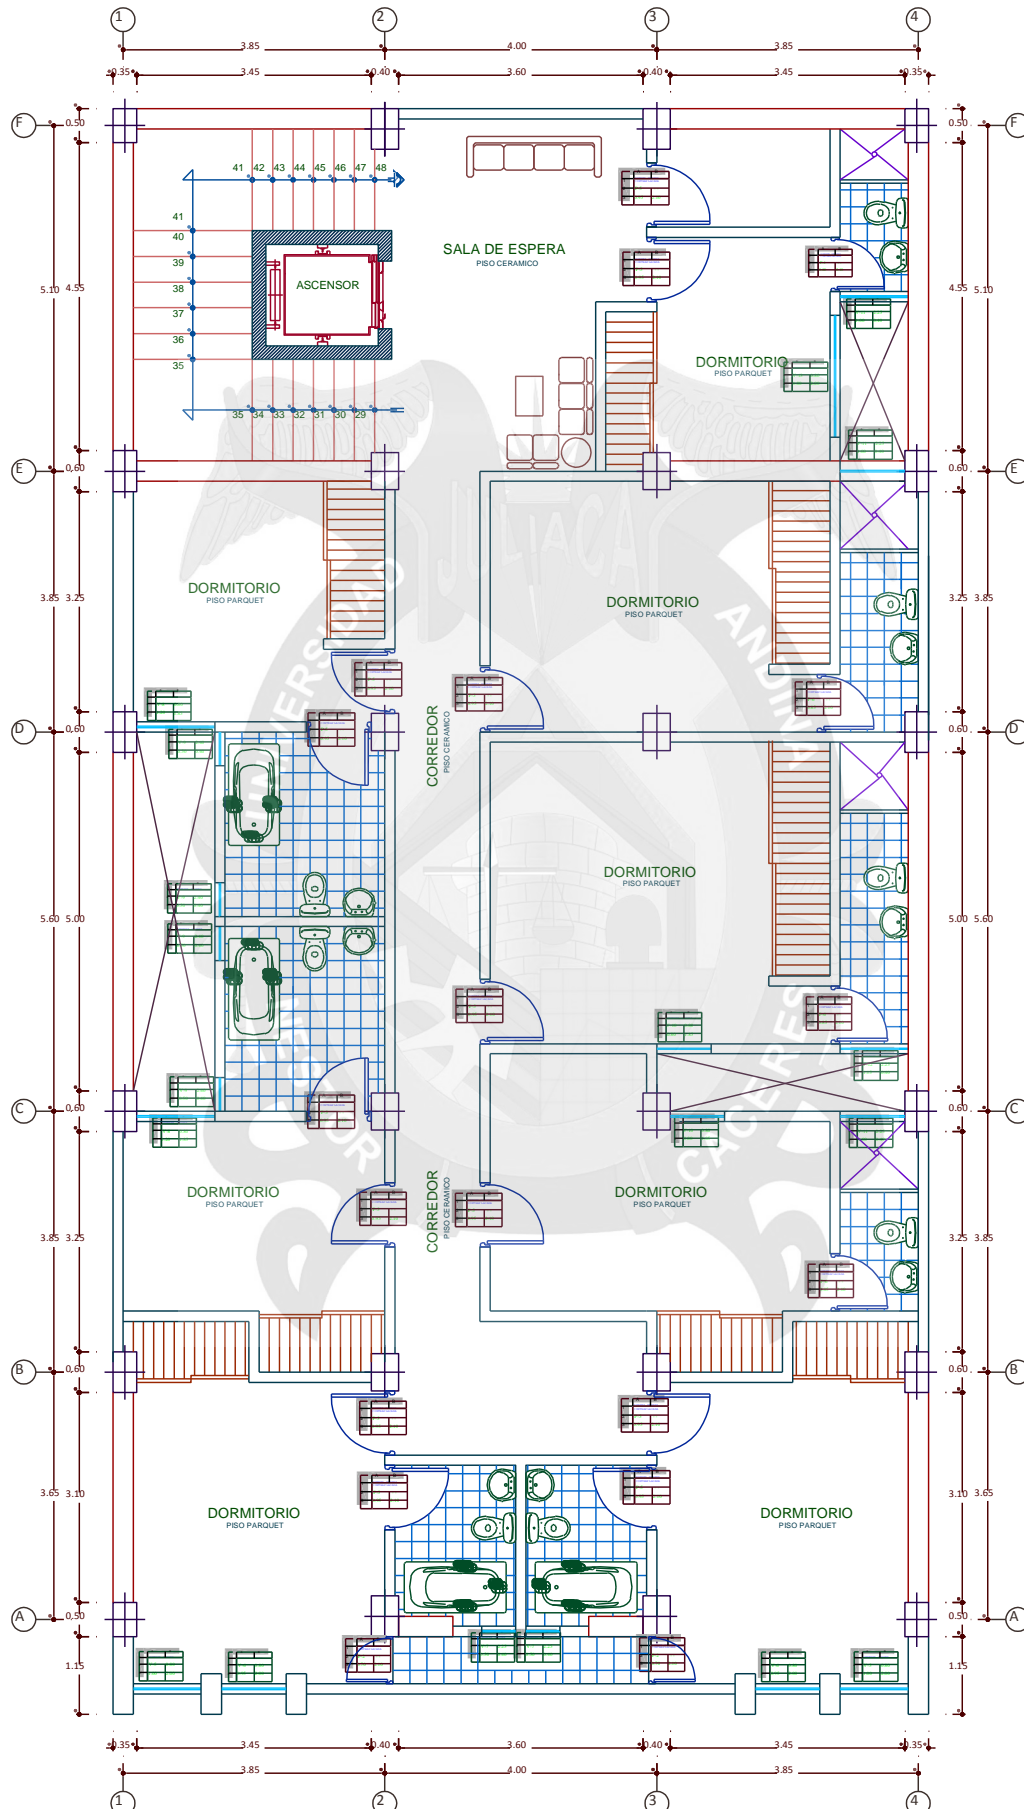 1 2 3 4
3.85 4.00 3.85
0.35 3.45 0.40 3.60 0.40 3.45 0.35
F F
0.50 0.50
41 42 43 44 45 46 47 48
41
40
39
38
37
36
35
SALA DE ESPERA
PISO CERAMICO
ASCENSOR
5.10 4.55 4.55 5.10
DORMITORIO
PISO PARQUET
35 34 33 32 31 30 29
E E
0.60 0.60
JULIACA
UNIVERSIDAD
ANDINA
NESTOR
CACERES
DORMITORIO
PISO PARQUET
DORMITORIO
PISO PARQUET
3.85 3.25 3.25 3.85
D D
0.60 0.60
CORREDOR
PISO CERAMICO
DORMITORIO
PISO PARQUET
5.60 5.00 5.00 5.60
C C
0.60 0.60
DORMITORIO
PISO PARQUET
CORREDOR
PISO CERAMICO
DORMITORIO
PISO PARQUET
3.85 3.25 3.25 3.85
B B
0.60 0.60
DORMITORIO
PISO PARQUET
DORMITORIO
PISO PARQUET
3.65 3.10 3.10 3.65
A A
0.50 0.50
1.15 1.15
0.35 3.45 0.40 3.60 0.40 3.45 0.35
3.85 4.00 3.85
1 2 3 4